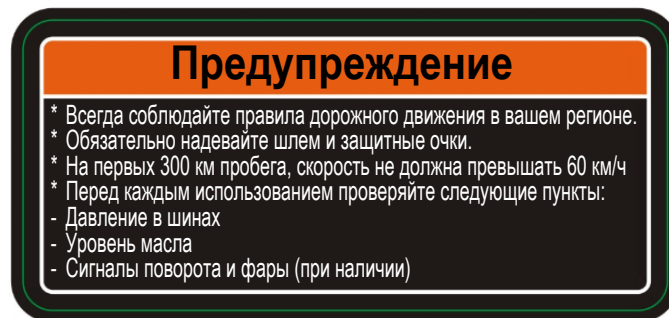 Предупреждение
* Всегда соблюдайте правила дорожного движения в вашем регионе.
* Обязательно надевайте шлем и защитные очки.
* На первых 300 км пробега, скорость не должна превышать 60 км/ч
* Перед каждым использованием проверяйте следующие пункты:
- Давление в шинах
- Уровень масла
- Сигналы поворота и фары (при наличии)